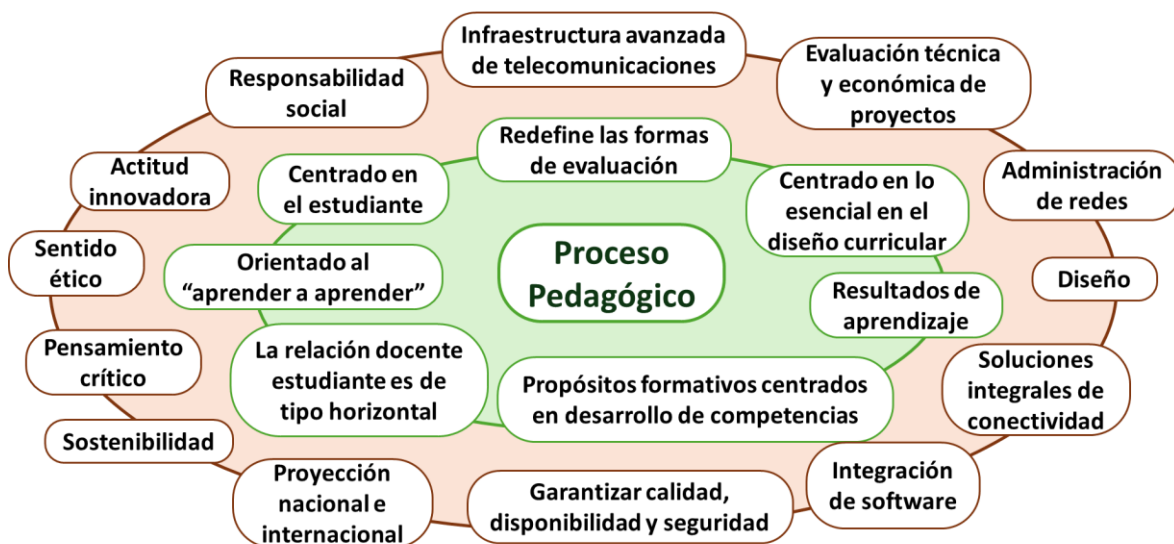 Infraestructura avanzada
de telecomunicaciones
Evaluación técnica
y económica de
proyectos
Responsabilidad
social
Redefine las formas
de evaluación
Actitud
innovadora
Centrado en
el estudiante
Centrado en lo
esencial en el
diseño curricular
Administración
de redes
Sentido
ético
Orientado al
“aprender a aprender”
Proceso
Pedagógico
Resultados de
aprendizaje
Diseño
Pensamiento
crítico
La relación docente
estudiante es de
tipo horizontal
Propósitos formativos centrados
en desarrollo de competencias
Soluciones
integrales de
conectividad
Sostenibilidad
Proyección
nacional e
internacional
Garantizar calidad,
disponibilidad y seguridad
Integración
de software